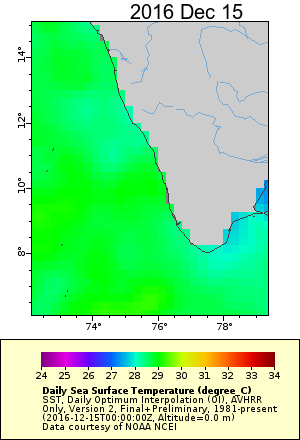 2016 Dec 15
14°
12°
10°
8°
74° 76° 78°
24 25 26 27 28 29 30 31 32 33 34
Daily Sea Surface Temperature (degree_C)
SST, Daily Optimum Interpolation (OI), AVHRR
Only, Version 2, Final+Preliminary, 1981-present
(2016-12-15T00:00:00Z, Altitude=0.0 m)
Data courtesy of NOAA NCEI